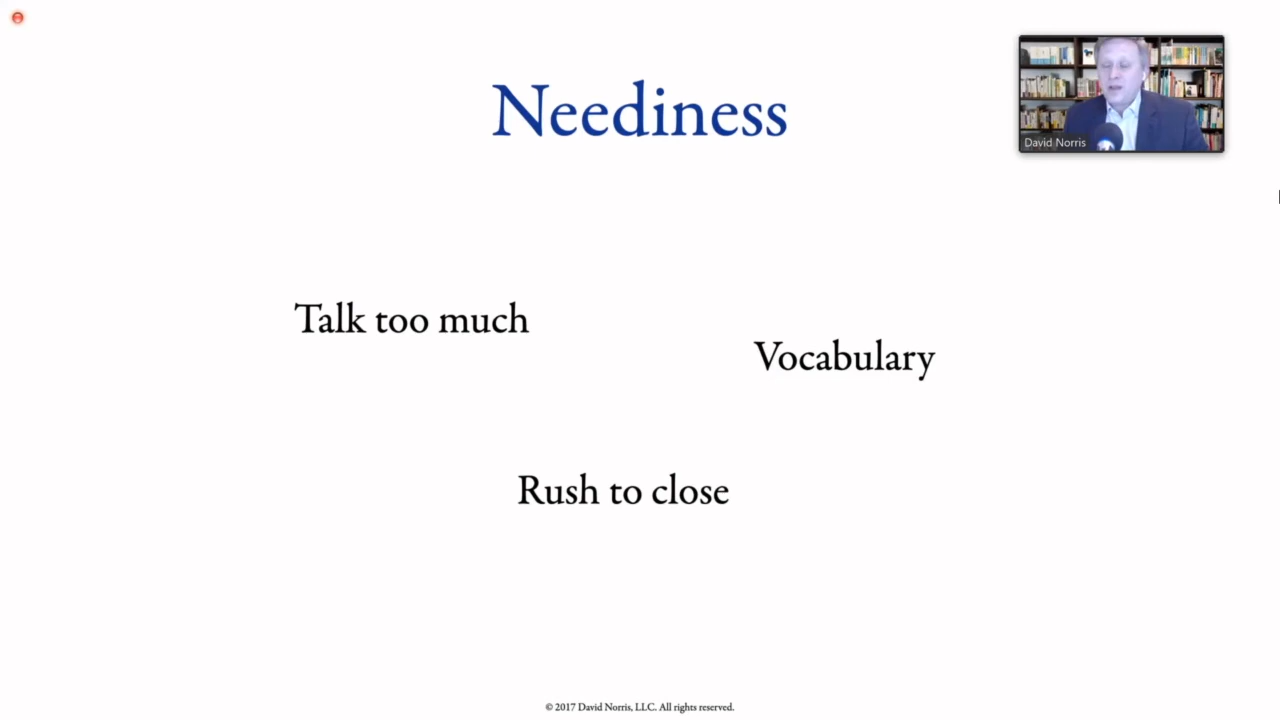 Neediness
David Norris
Talk too much
Vocabulary
Rush to close
© 2017 David Norris, LLC. All rights reserved.